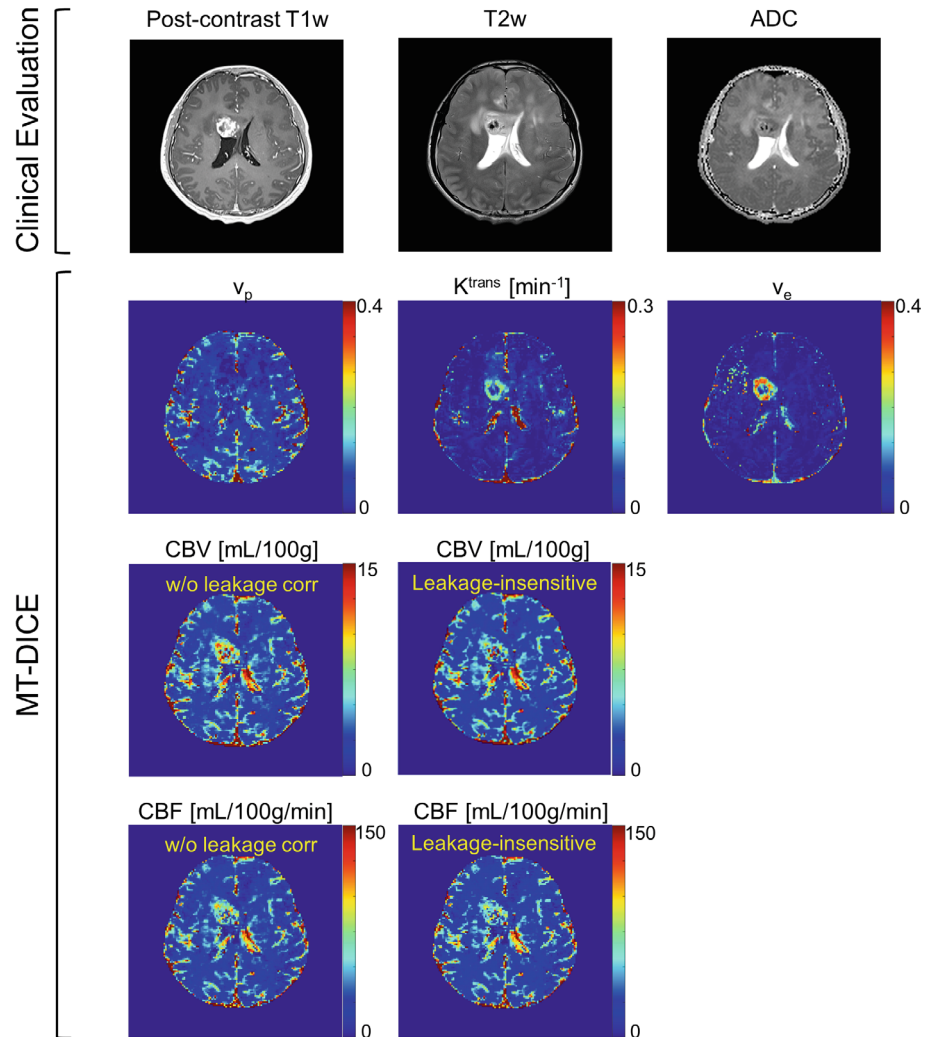 Clinical Evaluation
Post-contrast T1w
T2w
ADC
MT-DICE
vₚ
0.4
0
Kᵗʳᵃⁿˢ [min⁻¹]
0.3
0
vₑ
0.4
0
CBV [mL/100g]
w/o leakage corr
15
0
CBV [mL/100g]
Leakage-insensitive
15
0
CBF [mL/100g/min]
w/o leakage corr
150
0
CBF [mL/100g/min]
Leakage-insensitive
150
0